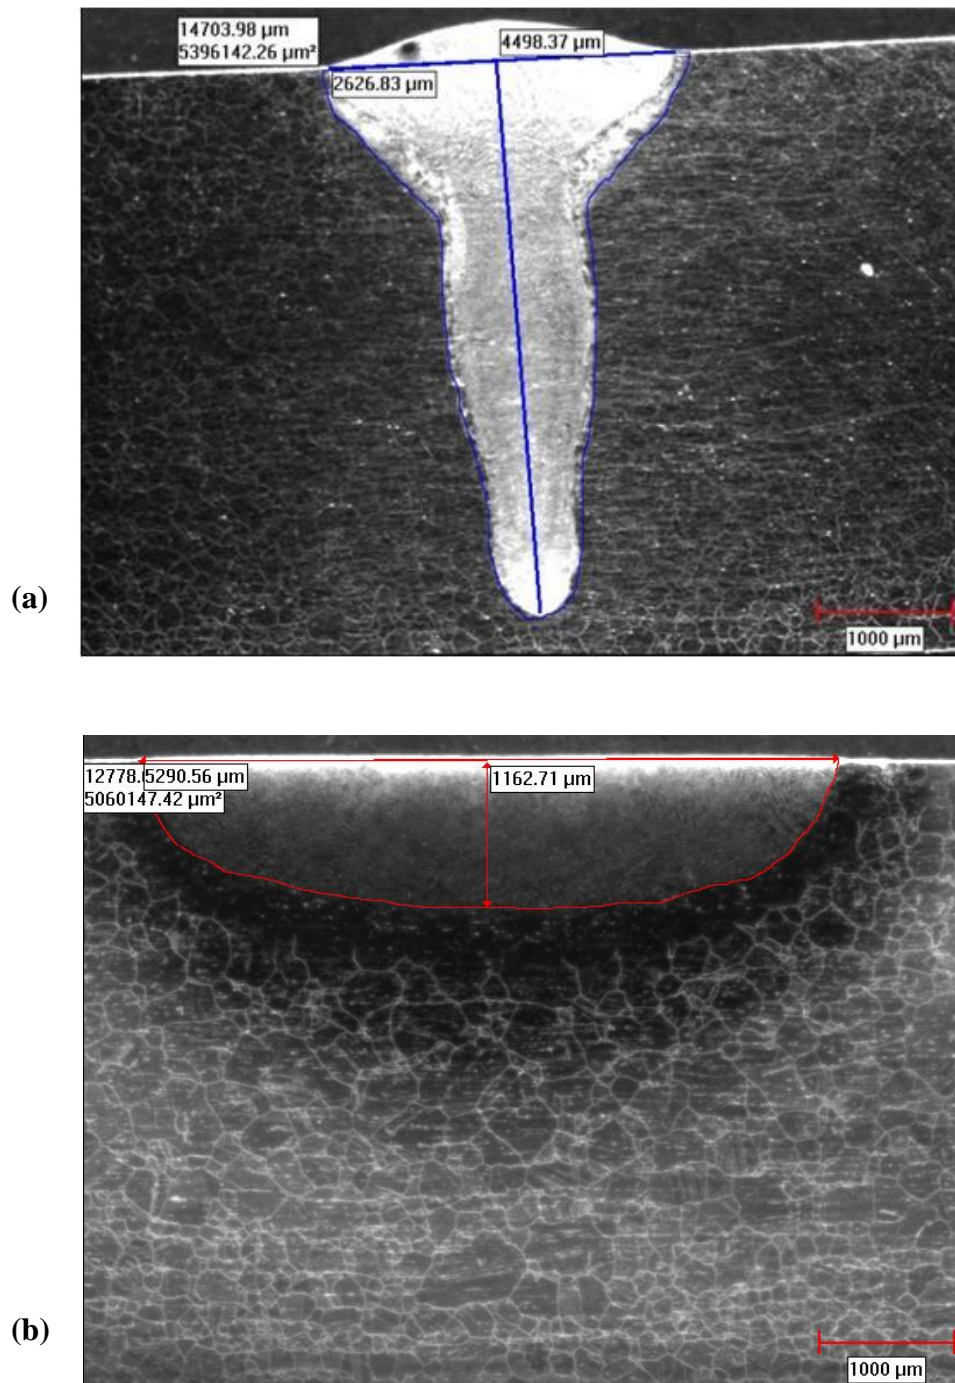 14703.98 µm
5396142.26 µm²
4498.37 µm
2626.83 µm
(a)
1000 µm
12778. 5290.56 µm
1162.71 µm
5060147.42 µm²
(b)
1000 µm